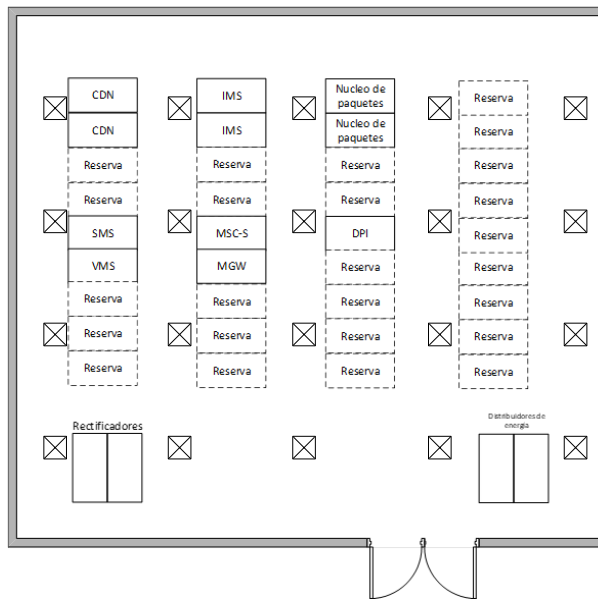 CDN
CDN
Reserva
Reserva
SMS
VMS
Reserva
Reserva
Reserva
IMS
IMS
Reserva
Reserva
MSC-S
MGW
Reserva
Reserva
Reserva
Nucleo de
paquetes
Nucleo de
paquetes
Reserva
Reserva
DPI
Reserva
Reserva
Reserva
Reserva
Reserva
Reserva
Reserva
Reserva
Reserva
Reserva
Reserva
Reserva
Reserva
Rectificadores
Distribuidores de
energía